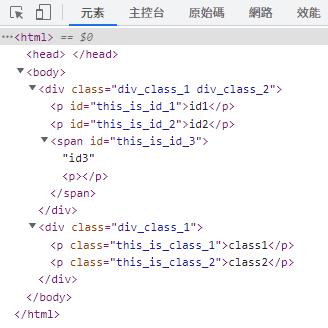 元素 主控台 原始碼 網路 效能
···<html> == $0
<head> </head>
<body>
<div class="div_class_1 div_class_2">
<p id="this_is_id_1">id1</p>
<p id="this_is_id_2">id2</p>
<span id="this_is_id_3">
"id3"
<p></p>
</span>
</div>
<div class="div_class_1">
<p class="this_is_class_1">class1</p>
<p class="this_is_class_2">class2</p>
</div>
</body>
</html>